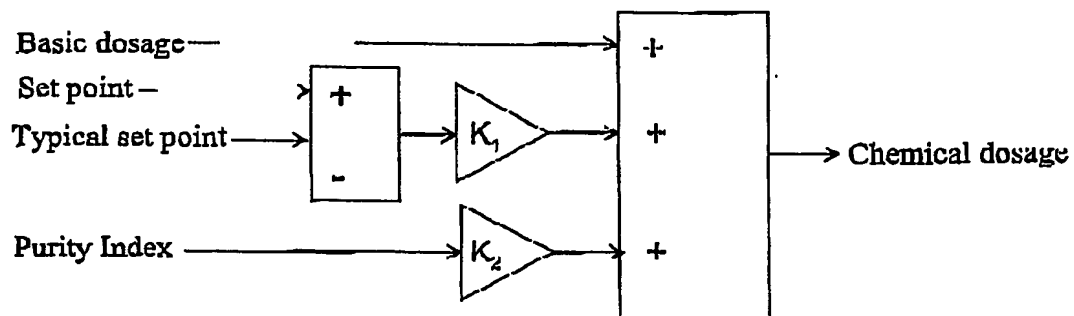 Basic dosage
+
Set point
+
Typical set point
K₁
+
Chemical dosage
-
Purity Index
K₂
+